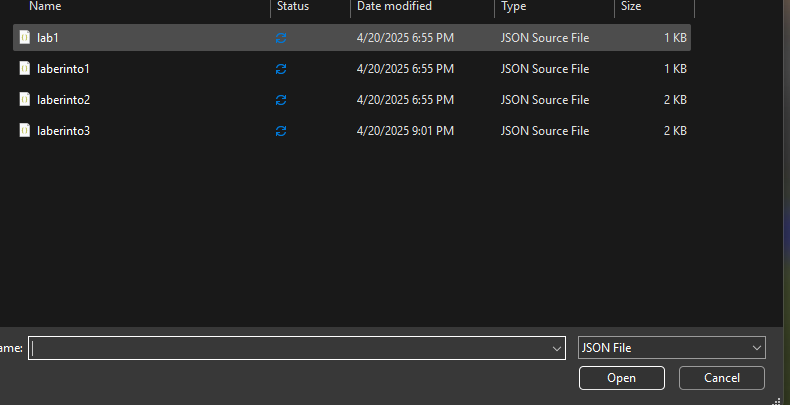 Name Status Date modified Type Size
lab1 4/20/2025 6:55 PM JSON Source File 1 KB
laberinto1 4/20/2025 6:55 PM JSON Source File 1 KB
laberinto2 4/20/2025 6:55 PM JSON Source File 2 KB
laberinto3 4/20/2025 9:01 PM JSON Source File 2 KB
ame: JSON File
Open Cancel